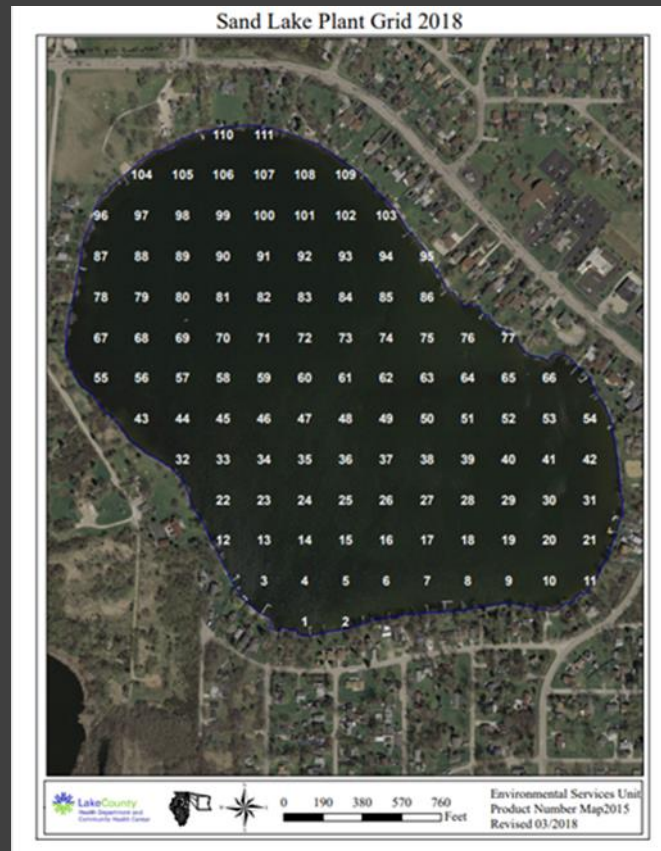 Sand Lake Plant Grid 2018
110 111
104 105 106 107 108 109
96 97 98 99 100 101 102 103
87 88 89 90 91 92 93 94 95
78 79 80 81 82 83 84 85 86
67 68 69 70 71 72 73 74 75 76 77
55 56 57 58 59 60 61 62 63 64 65 66
43 44 45 46 47 48 49 50 51 52 53 54
32 33 34 35 36 37 38 39 40 41 42
22 23 24 25 26 27 28 29 30 31
12 13 14 15 16 17 18 19 20 21
3 4 5 6 7 8 9 10 11
1 2
LakeCounty
Health Department and
Community Health Center
0 190 380 570 760
Feet
Environmental Services Unit
Product Number Map2015
Revised 03/2018